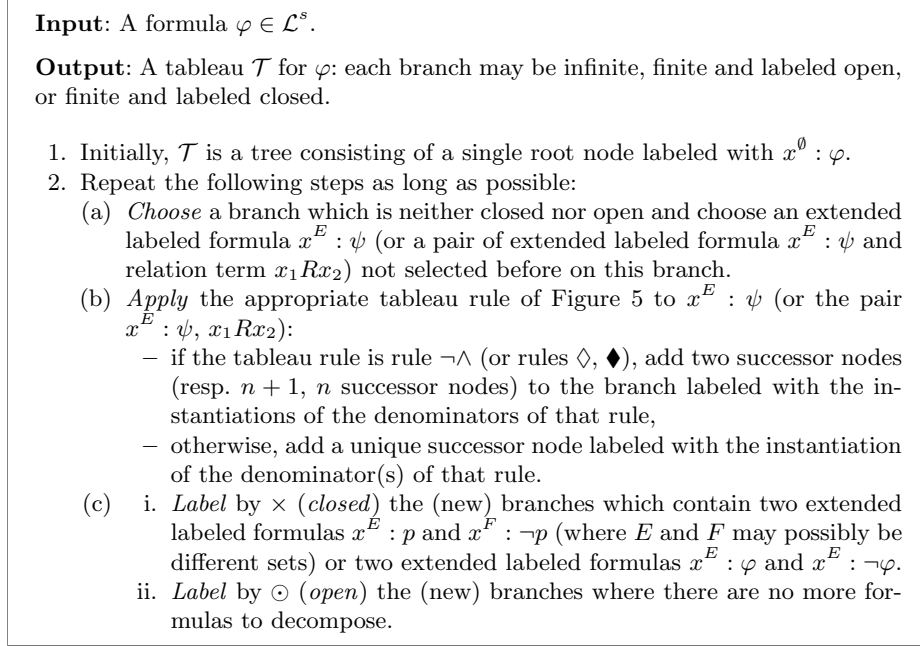 Input: A formula φ ∈ ℒˢ.
Output: A tableau 𝒯 for φ: each branch may be infinite, finite and labeled open,
or finite and labeled closed.
1. Initially, 𝒯 is a tree consisting of a single root node labeled with x^∅ : φ.
2. Repeat the following steps as long as possible:
(a) Choose a branch which is neither closed nor open and choose an extended
labeled formula x^E : ψ (or a pair of extended labeled formula x^E : ψ and
relation term x₁Rx₂) not selected before on this branch.
(b) Apply the appropriate tableau rule of Figure 5 to x^E : ψ (or the pair
x^E : ψ, x₁Rx₂):
– if the tableau rule is rule ¬∧ (or rules ◊, ♦), add two successor nodes
(resp. n + 1, n successor nodes) to the branch labeled with the in-
stantiations of the denominators of that rule,
– otherwise, add a unique successor node labeled with the instantiation
of the denominator(s) of that rule.
(c) i. Label by × (closed) the (new) branches which contain two extended
labeled formulas x^E : p and x^F : ¬p (where E and F may possibly be
different sets) or two extended labeled formulas x^E : φ and x^E : ¬φ.
ii. Label by ⊙ (open) the (new) branches where there are no more for-
mulas to decompose.